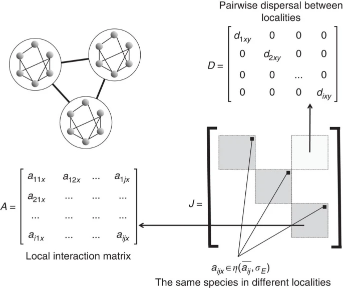 Pairwise dispersal between
localities
D =
d1xy 0 0 0
0 d2xy 0 0
0 0 ... 0
0 0 0 dixy
A =
a11x a12x ... a1jx
a21x ... ... ...
... ... ... ...
ai1x ... ... aijx
Local interaction matrix
J =
aijx ∈ η(aij, σE)
The same species in different localities